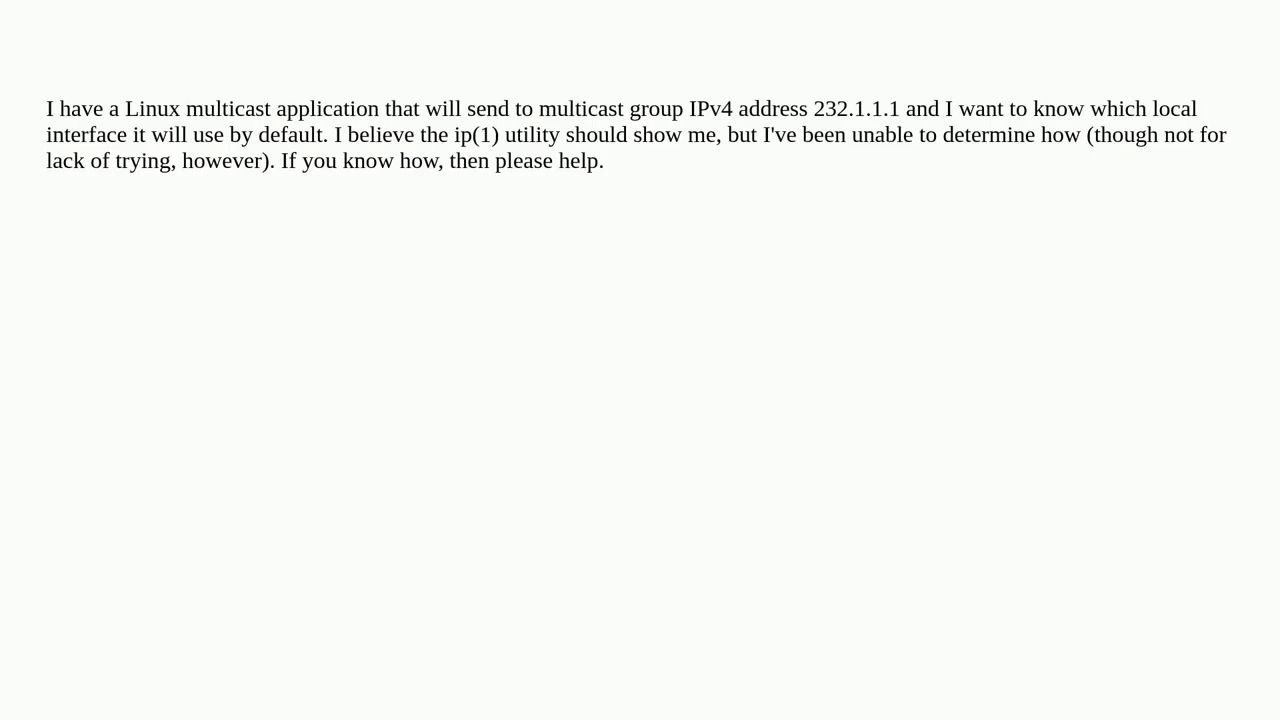 I have a Linux multicast application that will send to multicast group IPv4 address 232.1.1.1 and I want to know which local
interface it will use by default. I believe the ip(1) utility should show me, but I've been unable to determine how (though not for
lack of trying, however). If you know how, then please help.